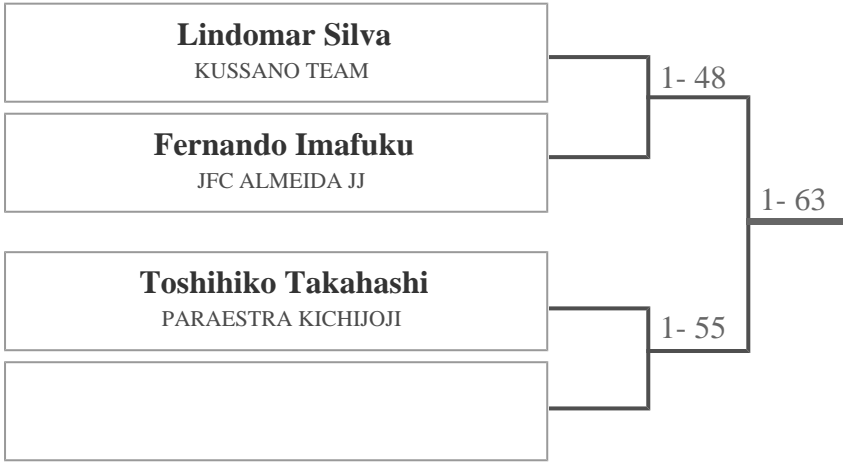 Lindomar Silva
KUSSANO TEAM
1- 48
Fernando Imafuku
JFC ALMEIDA JJ
1- 63
Toshihiko Takahashi
PARAESTRA KICHIJOJI
1- 55